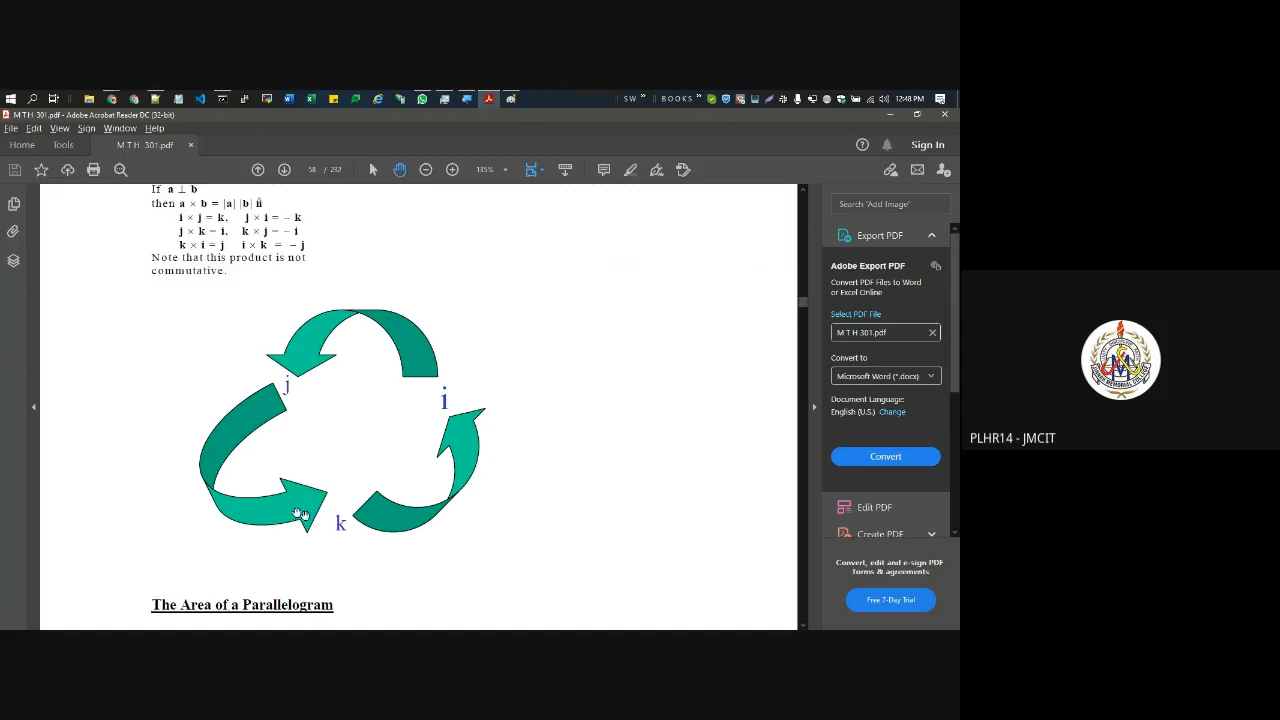 SW » BOOKS » 12:48 PM
M T H 301.pdf - Adobe Acrobat Reader DC (32-bit)
File Edit View Sign Window Help
Home Tools M T H 301.pdf × Sign In
58 / 232 135%
If a ⊥ b
then a × b = |a| |b| n̂
i × j = k, j × i = – k
j × k = i, k × j = – i
k × i = j i × k = – j
Note that this product is not
commutative.
j
i
k
The Area of a Parallelogram
Search 'Add Image'
Export PDF
Adobe Export PDF
Convert PDF Files to Word
or Excel Online
Select PDF File
M T H 301.pdf
Convert to
Microsoft Word (*.docx)
Document Language:
English (U.S.) Change
Convert
Edit PDF
Create PDF
Convert, edit and e-sign PDF
forms & agreements
Free 7-Day Trial
PLHR14 - JMCIT